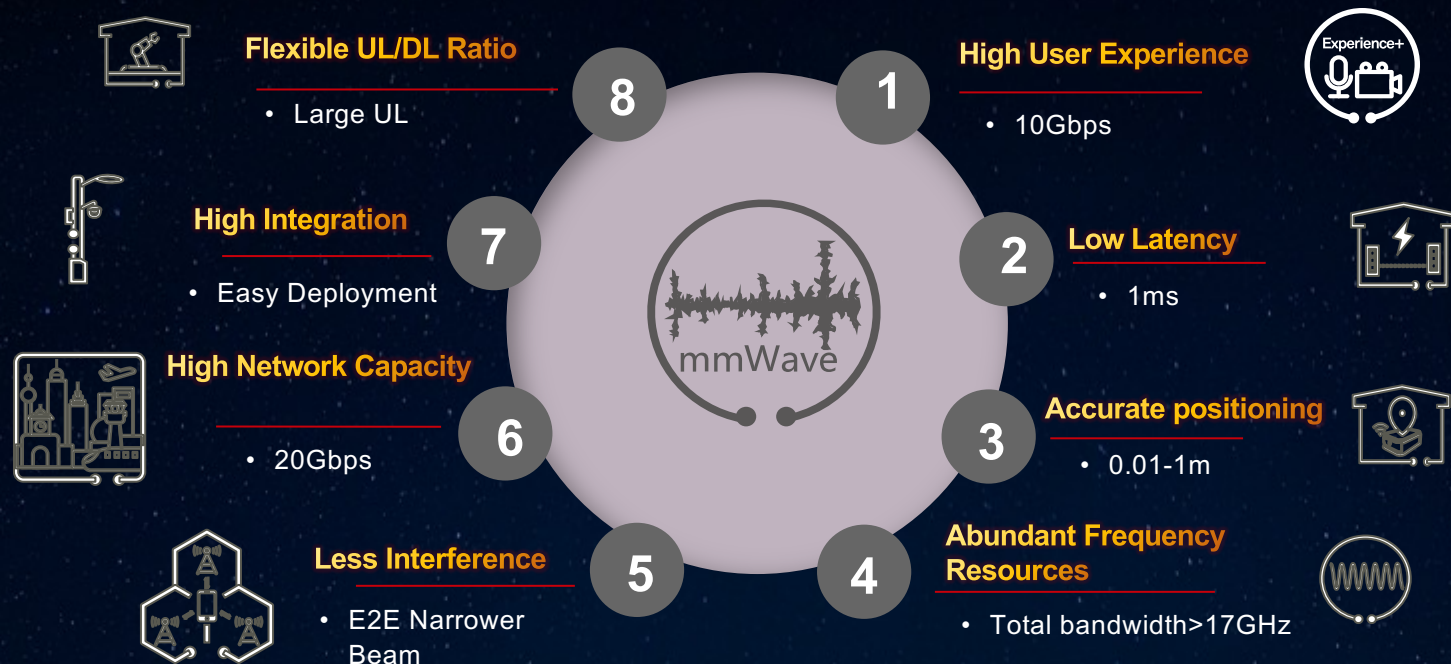 Flexible UL/DL Ratio
• Large UL
8
1
High User Experience
• 10Gbps
Experience+
High Integration
• Easy Deployment
7
2
Low Latency
• 1ms
mmWave
High Network Capacity
• 20Gbps
6
3
Accurate positioning
• 0.01-1m
Less Interference
• E2E Narrower
Beam
5
4
Abundant Frequency
Resources
• Total bandwidth>17GHz